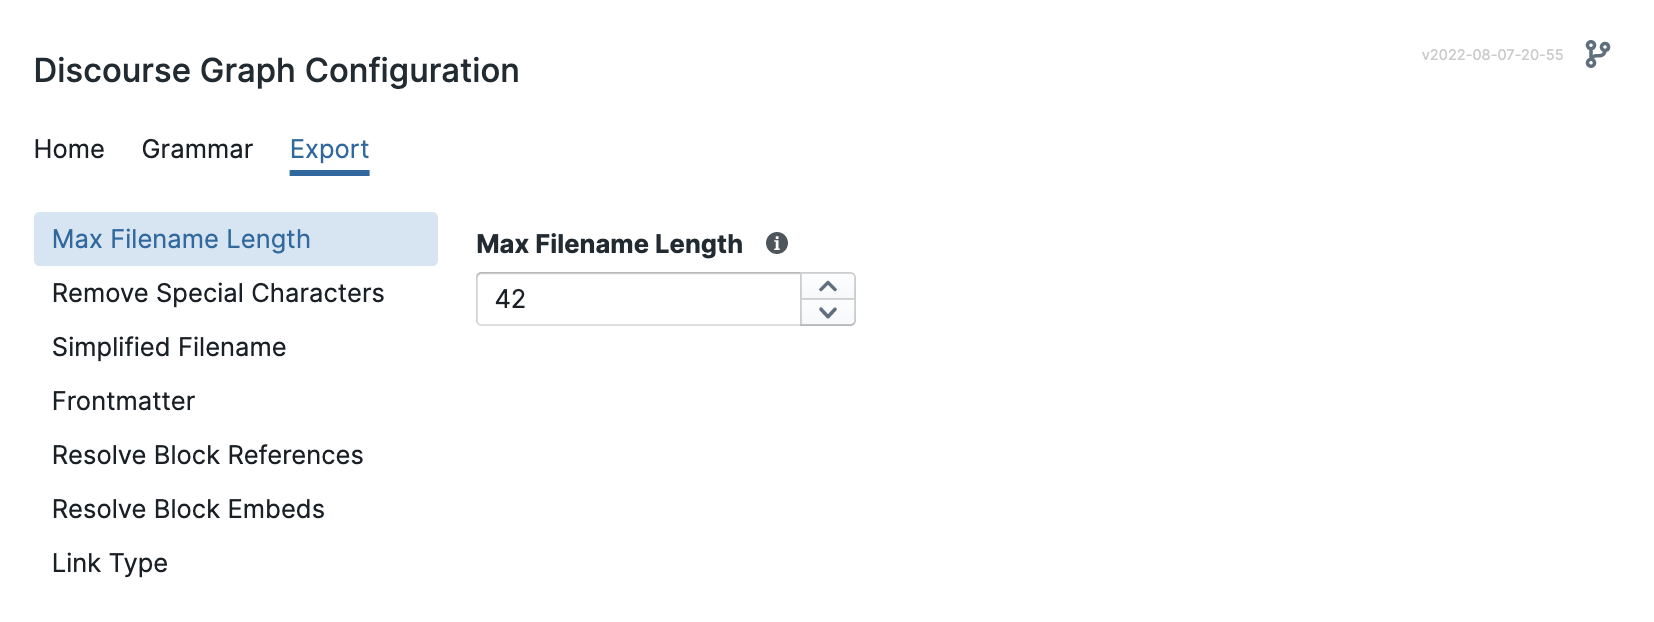 Discourse Graph Configuration
v2022-08-07-20-55
Home Grammar Export
Max Filename Length
Remove Special Characters
Simplified Filename
Frontmatter
Resolve Block References
Resolve Block Embeds
Link Type
Max Filename Length
42